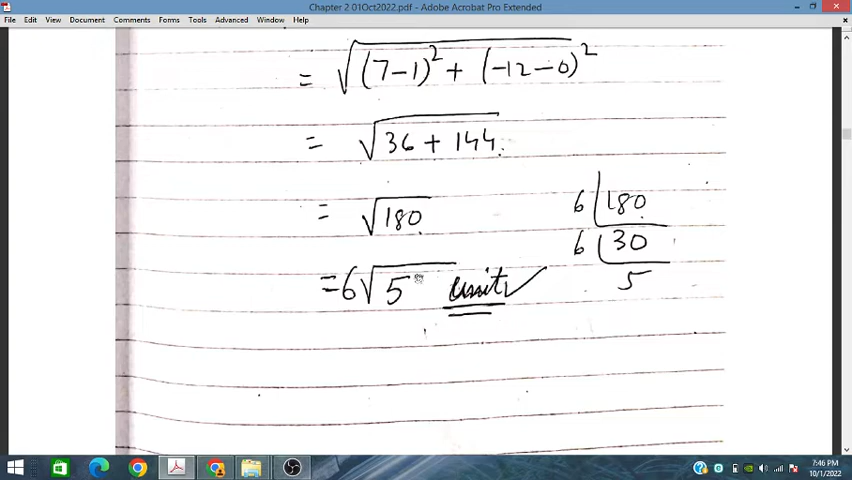 Chapter 2 01Oct2022.pdf - Adobe Acrobat Pro Extended
File Edit View Document Comments Forms Tools Advanced Window Help
= √(7-1)² + (-12-0)²
= √36 + 144
= √180
6 180
6 30
5
= 6√5 unit ✓
7:46 PM
10/1/2022